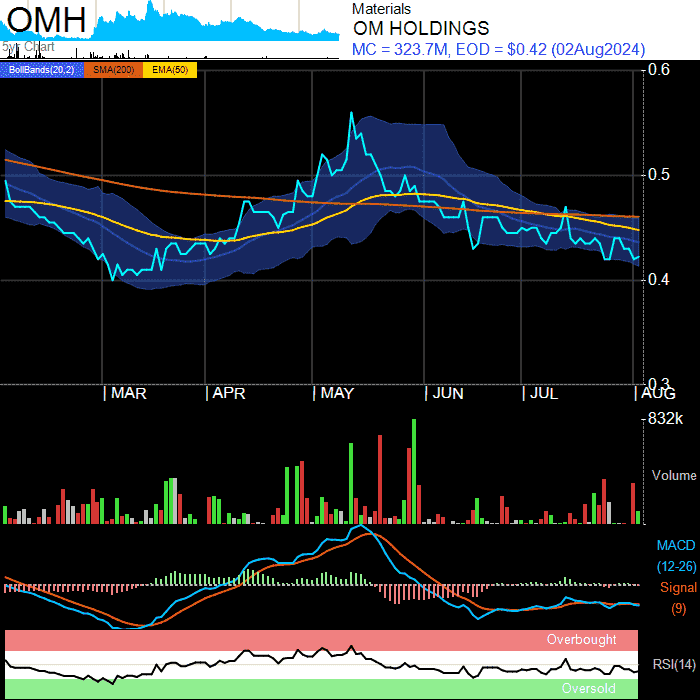 OMH
5yr Chart
Materials
OM HOLDINGS
MC = 323.7M, EOD = $0.42 (02Aug2024)
BollBands(20,2) SMA(200) EMA(50)
0.6
0.5
0.4
0.3
MAR APR MAY JUN JUL AUG
832k
Volume
MACD
(12-26)
Signal
(9)
Overbought
RSI(14)
Oversold